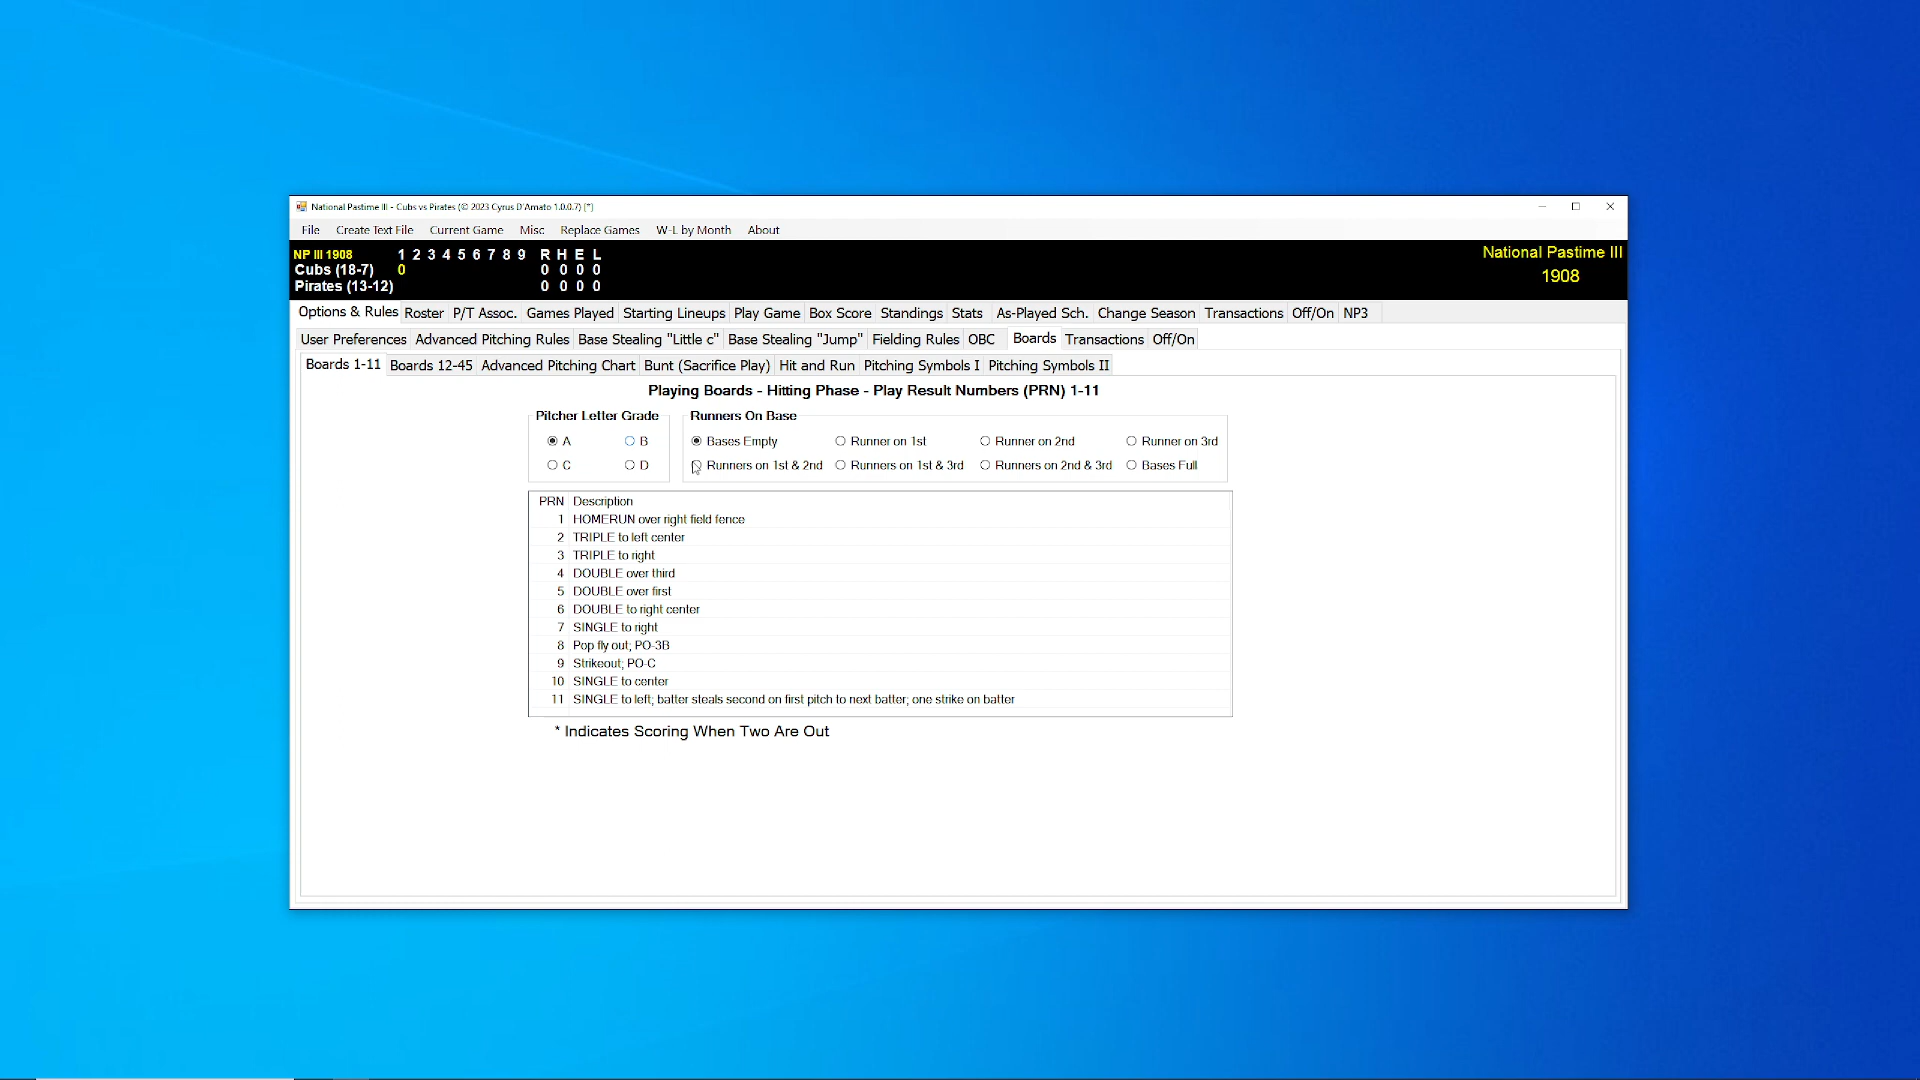 National Pastime III - Cubs vs Pirates (© 2023 Cyrus D'Amato 1.0.0.7) [*]
File Create Text File Current Game Misc Replace Games W-L by Month About
NP III 1908 1 2 3 4 5 6 7 8 9 R H E L
Cubs (18-7) 0 0 0 0 0
Pirates (13-12) 0 0 0 0
National Pastime III
1908
Options & Rules Roster P/T Assoc. Games Played Starting Lineups Play Game Box Score Standings Stats As-Played Sch. Change Season Transactions Off/On NP3
User Preferences Advanced Pitching Rules Base Stealing "Little c" Base Stealing "Jump" Fielding Rules OBC Boards Transactions Off/On
Boards 1-11 Boards 12-45 Advanced Pitching Chart Bunt (Sacrifice Play) Hit and Run Pitching Symbols I Pitching Symbols II
Playing Boards - Hitting Phase - Play Result Numbers (PRN) 1-11
Pitcher Letter Grade Runners On Base
A B Bases Empty Runner on 1st Runner on 2nd Runner on 3rd
C D Runners on 1st & 2nd Runners on 1st & 3rd Runners on 2nd & 3rd Bases Full
PRN Description
1 HOMERUN over right field fence
2 TRIPLE to left center
3 TRIPLE to right
4 DOUBLE over third
5 DOUBLE over first
6 DOUBLE to right center
7 SINGLE to right
8 Pop fly out; PO-3B
9 Strikeout; PO-C
10 SINGLE to center
11 SINGLE to left; batter steals second on first pitch to next batter; one strike on batter
* Indicates Scoring When Two Are Out